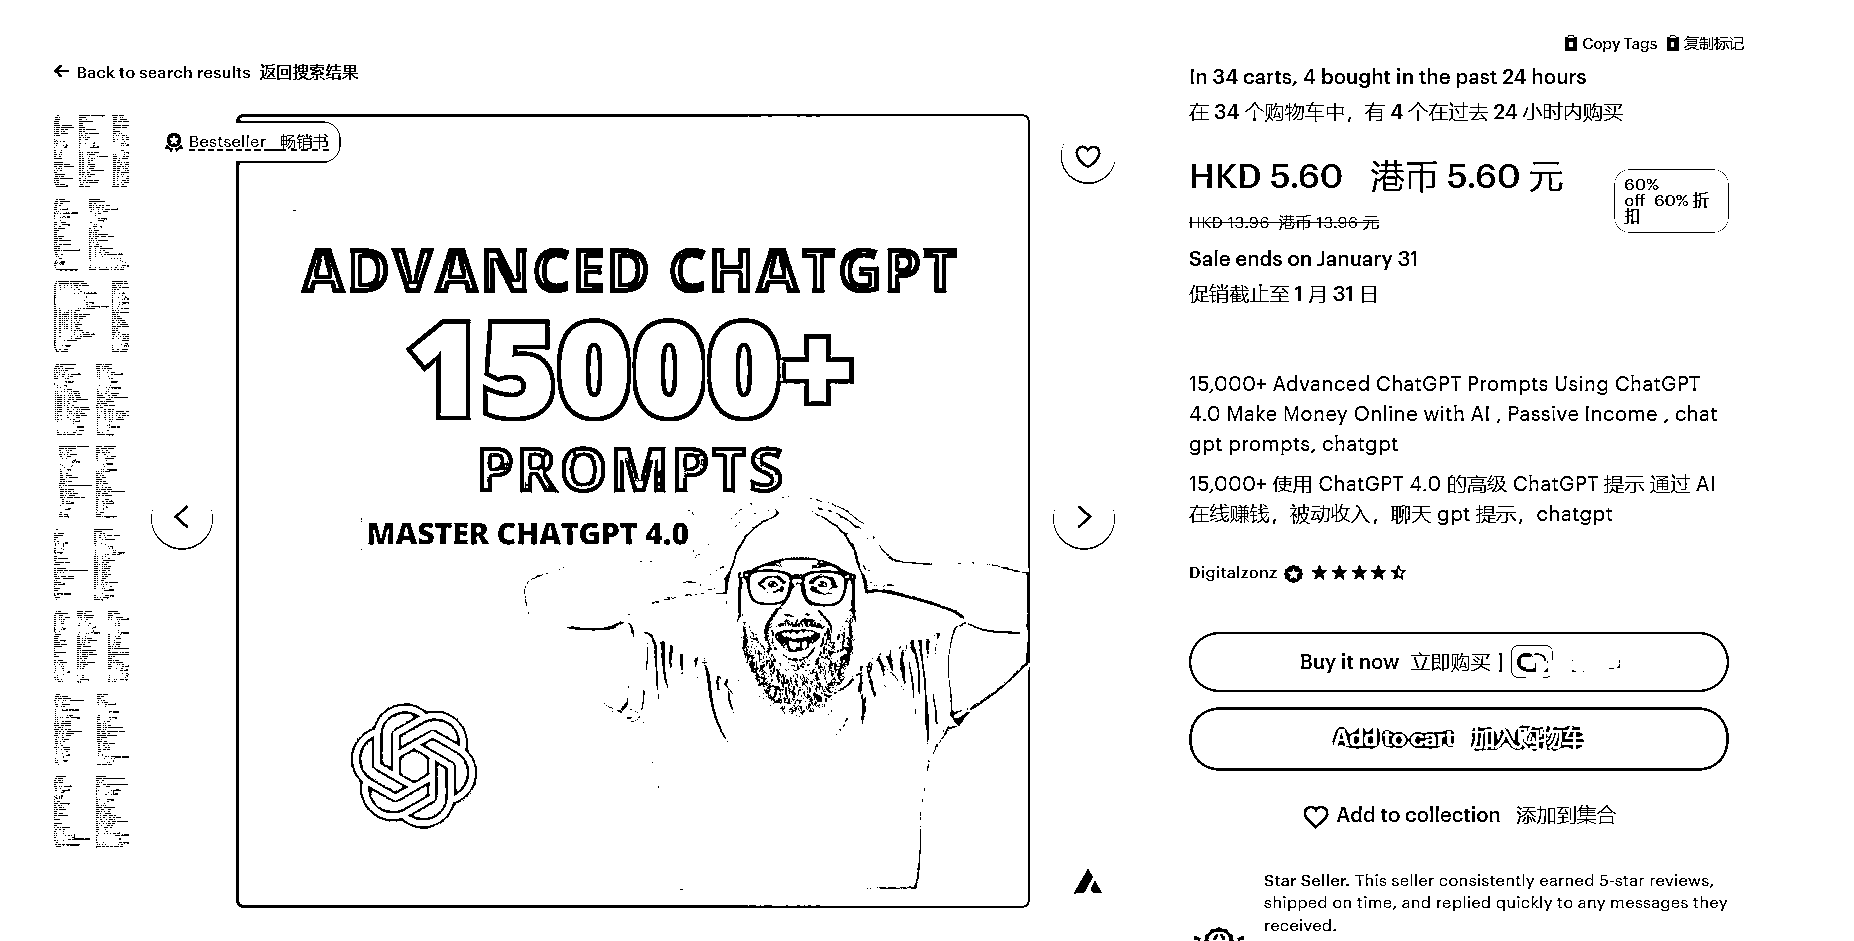 Copy Tags 复制标记
Back to search results 返回搜索结果
Bestseller 畅销书
ADVANCED CHATGPT
15000+
PROMPTS
MASTER CHATGPT 4.0
In 34 carts, 4 bought in the past 24 hours
在 34 个购物车中，有 4 个在过去 24 小时内购买
HKD 5.60 港币 5.60 元
60%
off 60% 折
扣
HKD 13.96 港币 13.96 元
Sale ends on January 31
促销截止至 1 月 31 日
15,000+ Advanced ChatGPT Prompts Using ChatGPT
4.0 Make Money Online with AI , Passive Income , chat
gpt prompts, chatgpt
15,000+ 使用 ChatGPT 4.0 的高级 ChatGPT 提示 通过 AI
在线赚钱，被动收入，聊天 gpt 提示，chatgpt
Digitalzonz
Buy it now 立即购买
Add to cart 加入购物车
Add to collection 添加到集合
Star Seller. This seller consistently earned 5-star reviews,
shipped on time, and replied quickly to any messages they
received.